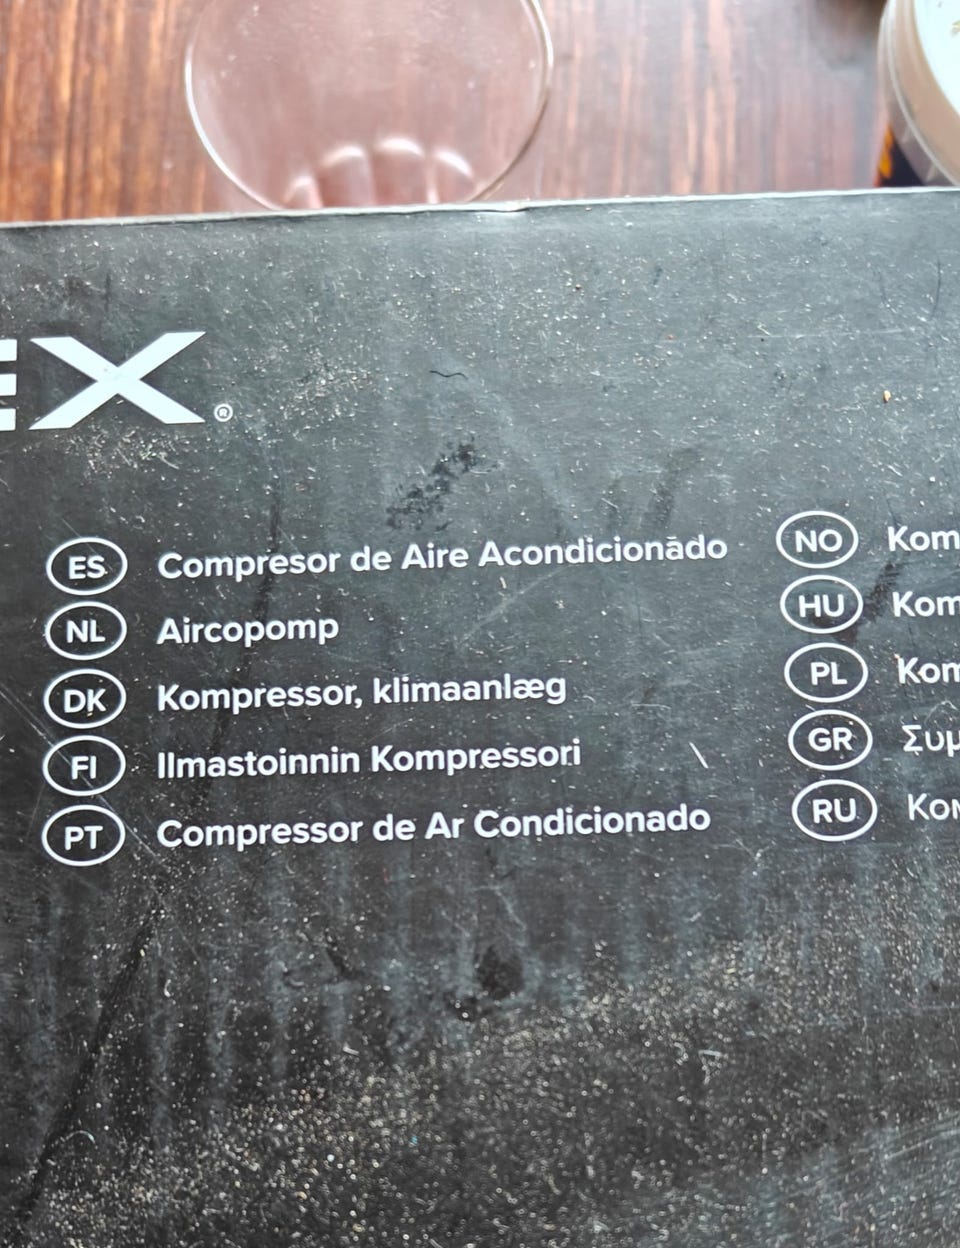 EX®
ES Compresor de Aire Acondicionado
NL Aircopomp
DK Kompressor, klimaanlæg
FI Ilmastoinnin Kompressori
PT Compressor de Ar Condicionado
NO Kom
HU Kom
PL Kom
GR Συμ
RU Ком